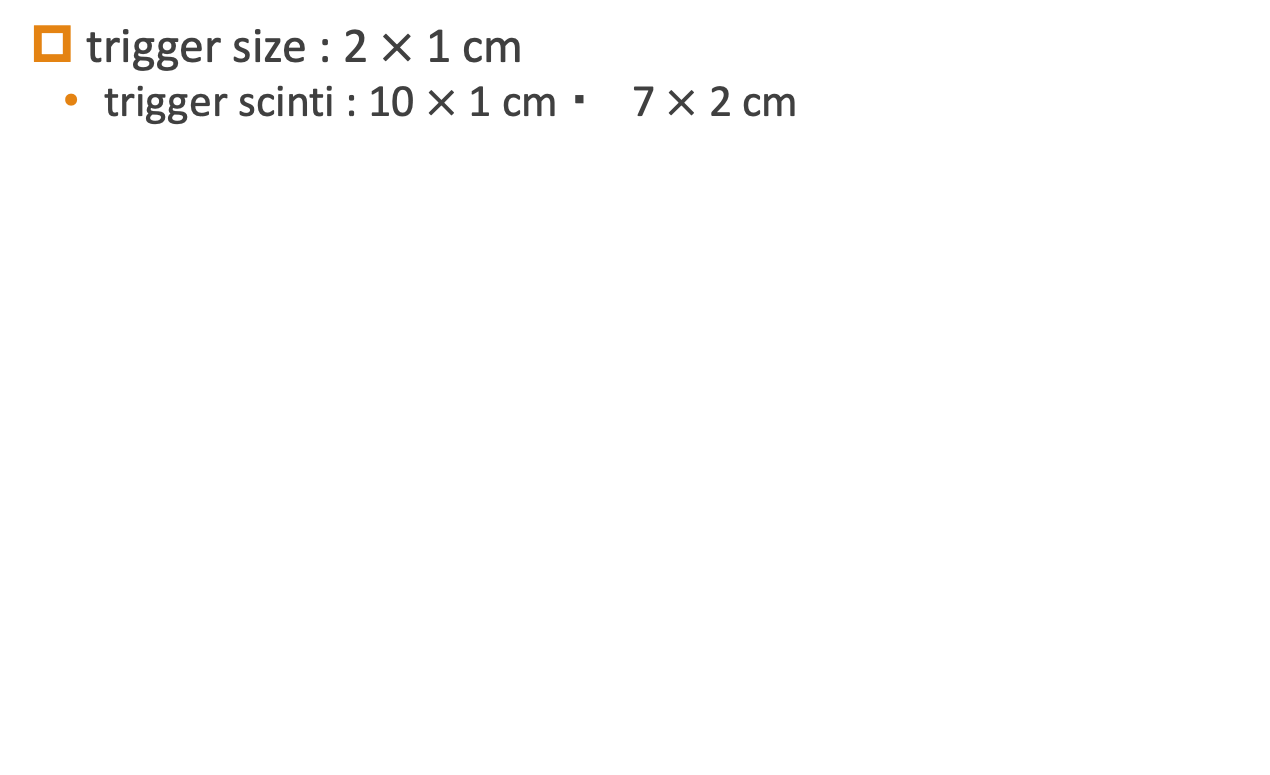 trigger size : 2 × 1 cm
• trigger scinti : 10 × 1 cm ･ 7 × 2 cm